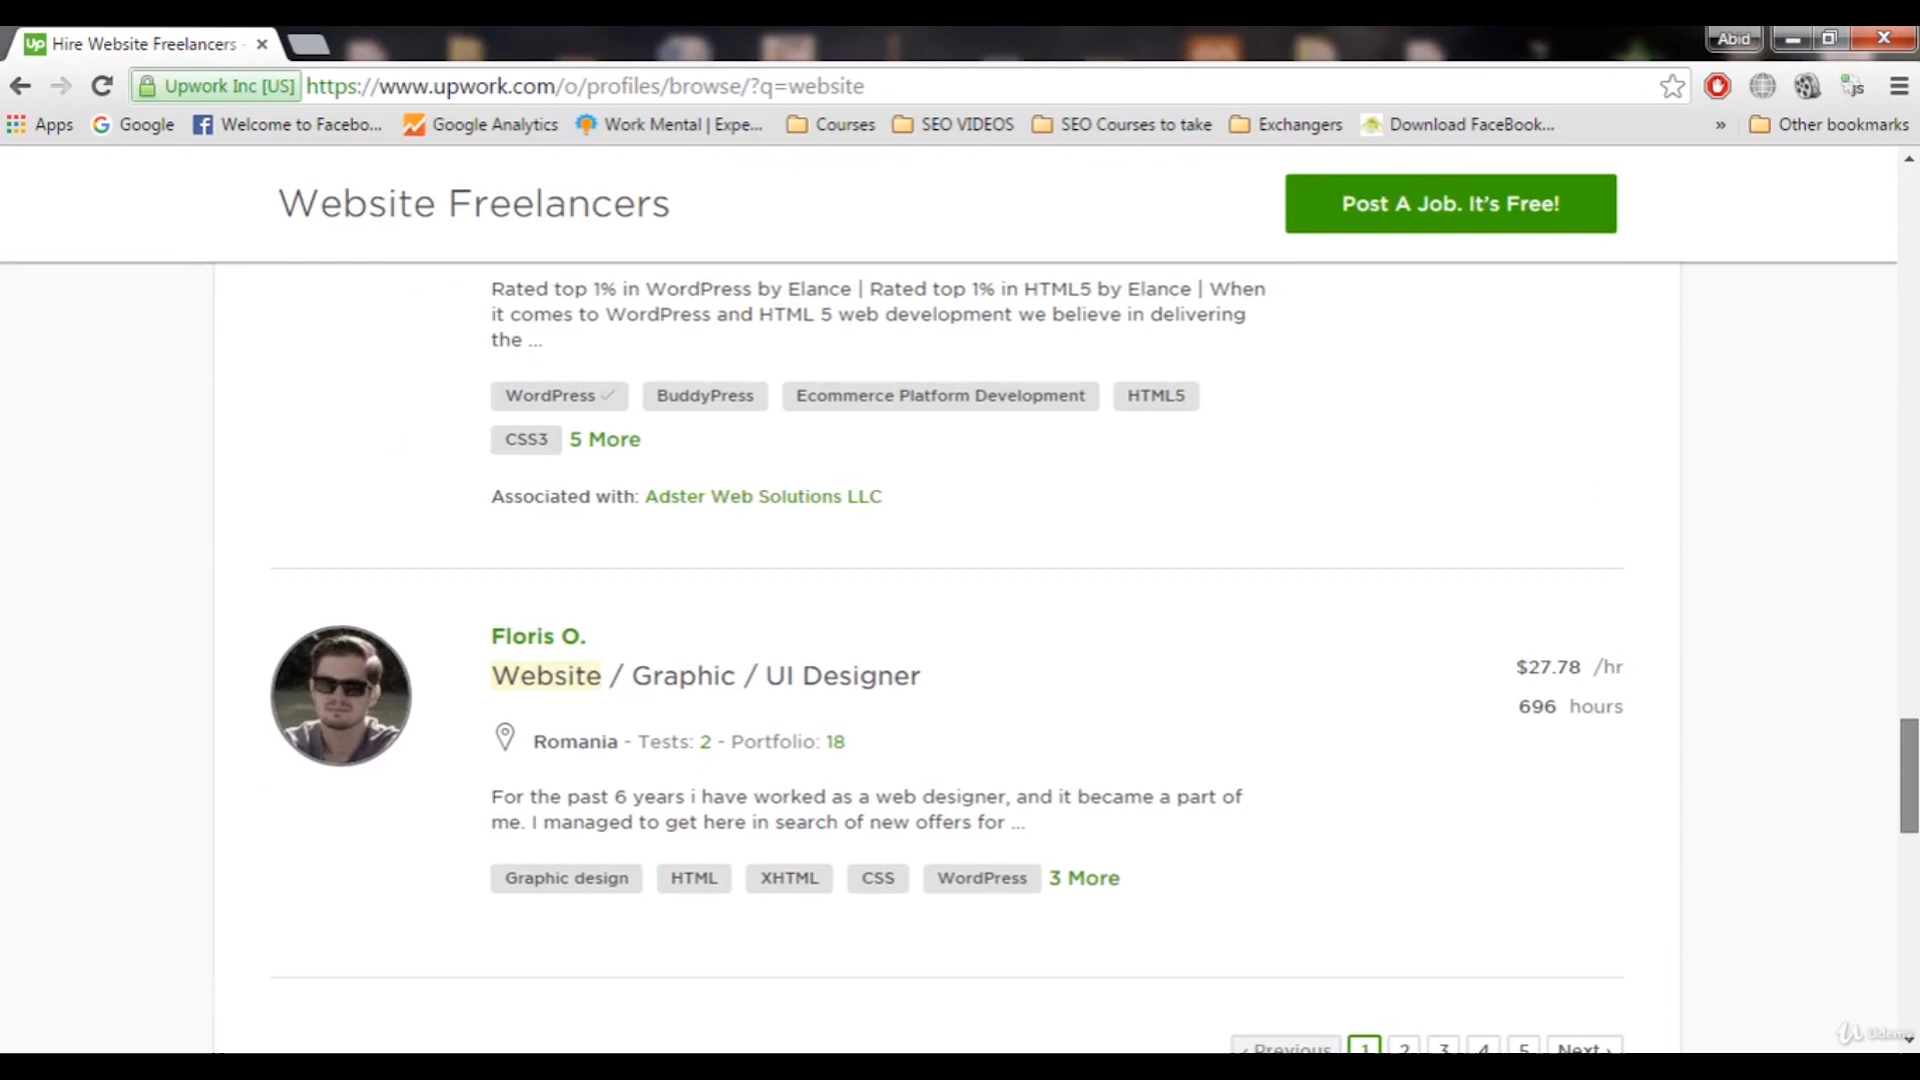 Up Hire Website Freelancers -
Abid
Upwork Inc [US] https://www.upwork.com/o/profiles/browse/?q=website
js
Apps Google Welcome to Facebo... Google Analytics Work Mental | Expe... Courses SEO VIDEOS SEO Courses to take Exchangers Download FaceBook... » Other bookmarks
Website Freelancers
Post A Job. It's Free!
Rated top 1% in WordPress by Elance | Rated top 1% in HTML5 by Elance | When
it comes to WordPress and HTML 5 web development we believe in delivering
the ...
WordPress BuddyPress Ecommerce Platform Development HTML5
CSS3 5 More
Associated with: Adster Web Solutions LLC
Floris O.
Website / Graphic / UI Designer
$27.78 /hr
696 hours
Romania - Tests: 2 - Portfolio: 18
For the past 6 years i have worked as a web designer, and it became a part of
me. I managed to get here in search of new offers for ...
Graphic design HTML XHTML CSS WordPress 3 More
‹ Previous 1 2 3 4 5 Next ›
Udemy